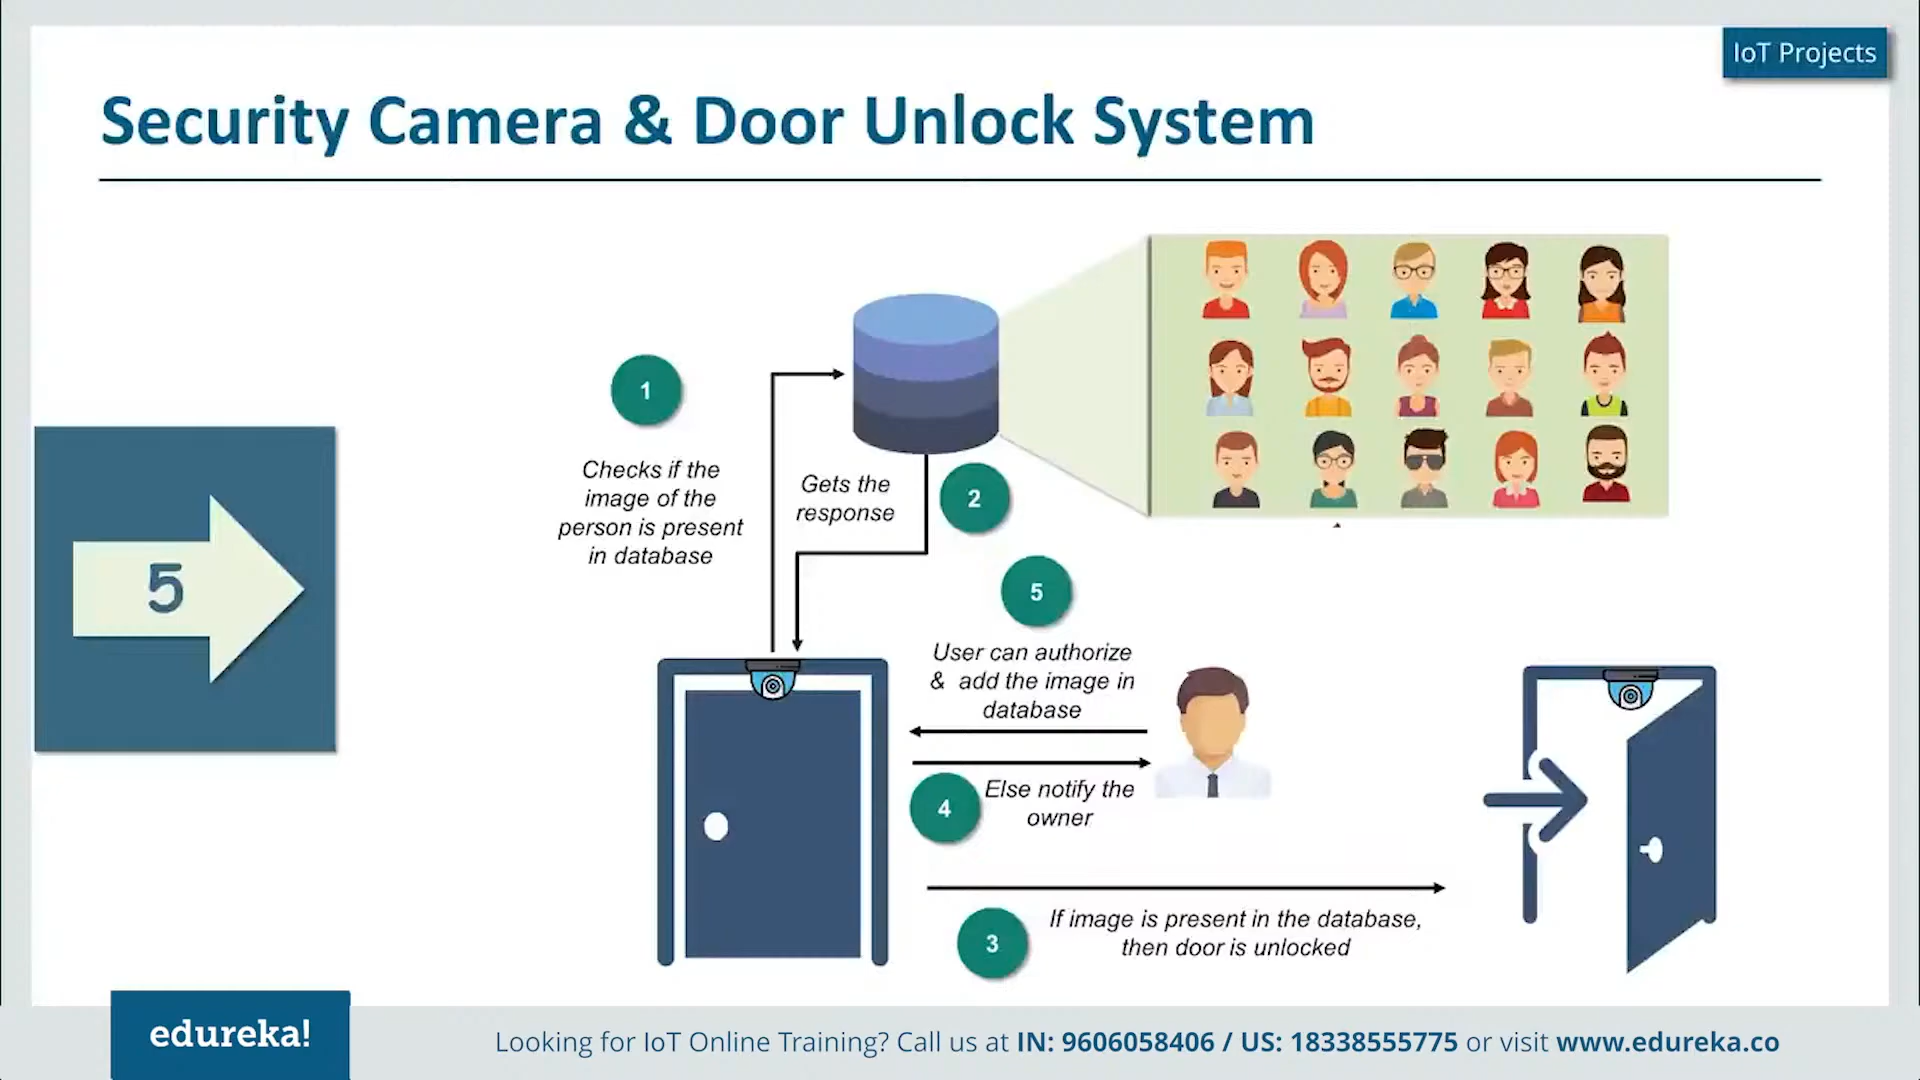 IoT Projects
Security Camera & Door Unlock System
1
Checks if the
image of the
person is present
in database
Gets the
response
2
5
5
User can authorize
& add the image in
database
4
Else notify the
owner
3
If image is present in the database,
then door is unlocked
edureka!
Looking for IoT Online Training? Call us at IN: 9606058406 / US: 18338555775 or visit www.edureka.co